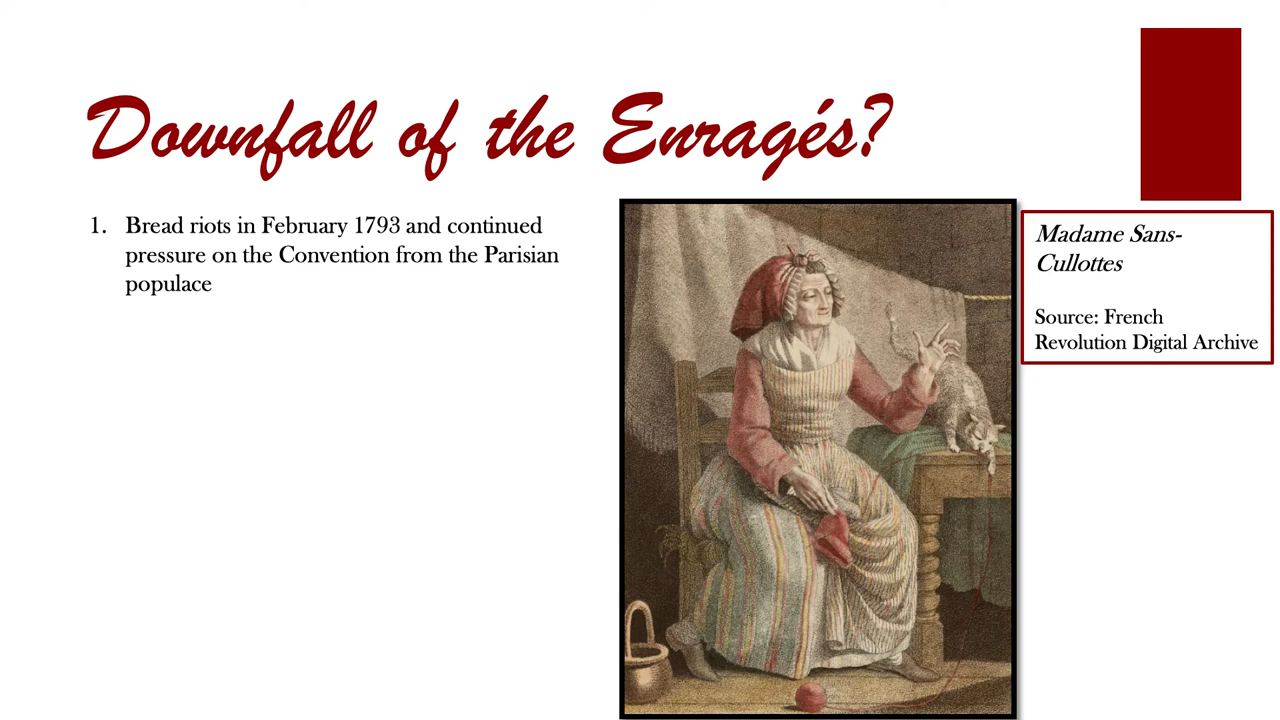 Downfall of the Enragés?
1. Bread riots in February 1793 and continued
pressure on the Convention from the Parisian
populace
Madame Sans-
Cullottes
Source: French
Revolution Digital Archive